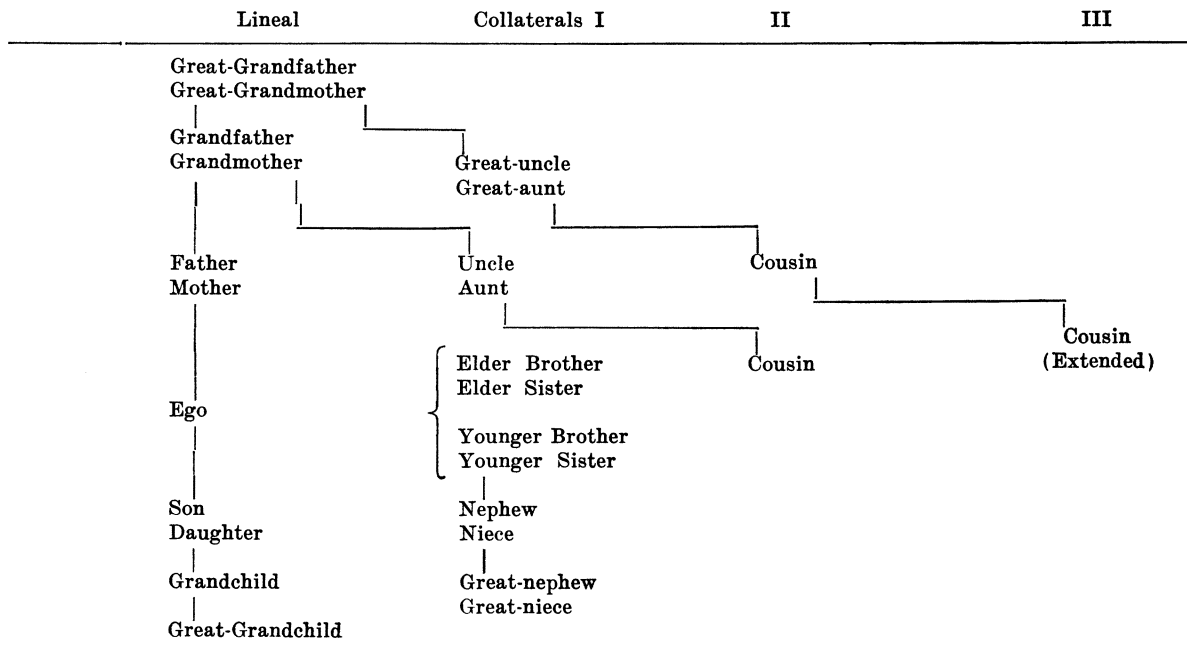 Lineal Collaterals I II III
Great-Grandfather
Great-Grandmother
Grandfather
Grandmother
Great-uncle
Great-aunt
Father Uncle Cousin
Mother Aunt
Cousin
(Extended)
Elder Brother Cousin
Elder Sister
Ego
Younger Brother
Younger Sister
Son Nephew
Daughter Niece
Grandchild Great-nephew
Great-niece
Great-Grandchild